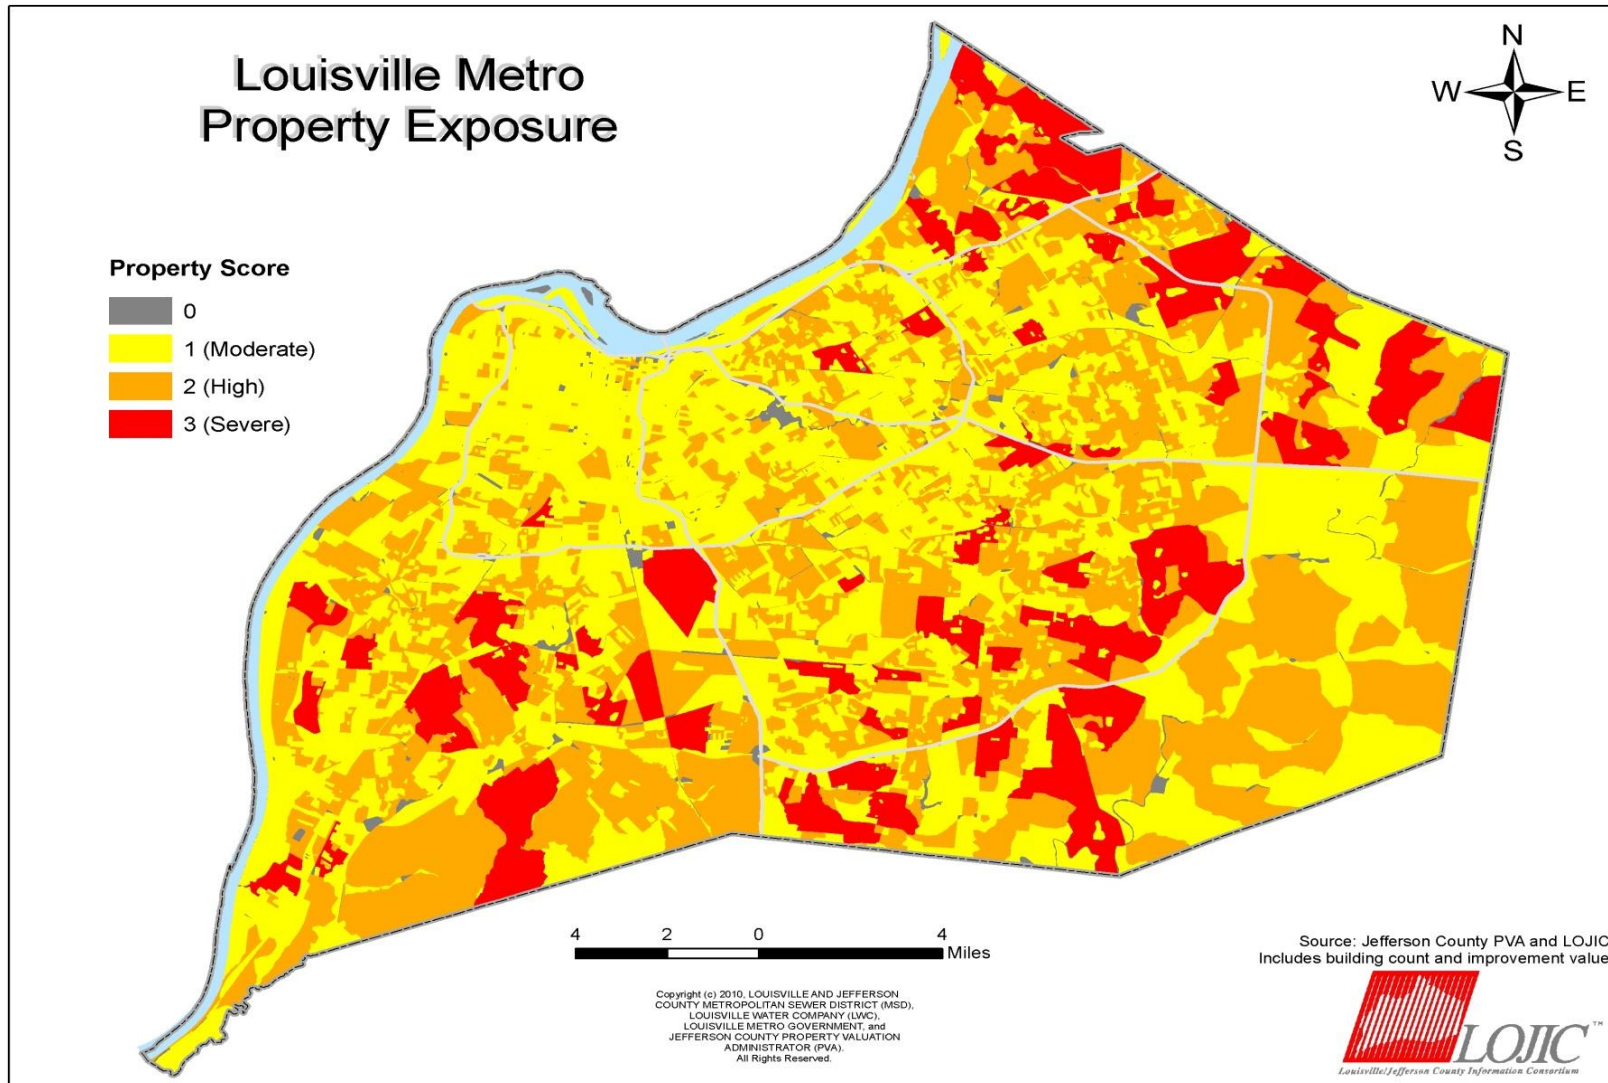 Louisville Metro
Property Exposure
N
W
E
S
Property Score
0
1 (Moderate)
2 (High)
3 (Severe)
4
2
0
4
Miles
Source: Jefferson County PVA and LOJIC
Includes building count and improvement value
Copyright (c) 2010, LOUISVILLE AND JEFFERSON
COUNTY METROPOLITAN SEWER DISTRICT (MSD),
LOUISVILLE WATER COMPANY (LWC),
LOUISVILLE METRO GOVERNMENT, and
JEFFERSON COUNTY PROPERTY VALUATION
ADMINISTRATOR (PVA).
All Rights Reserved.
LOJIC™
Louisville/Jefferson County Information Consortium